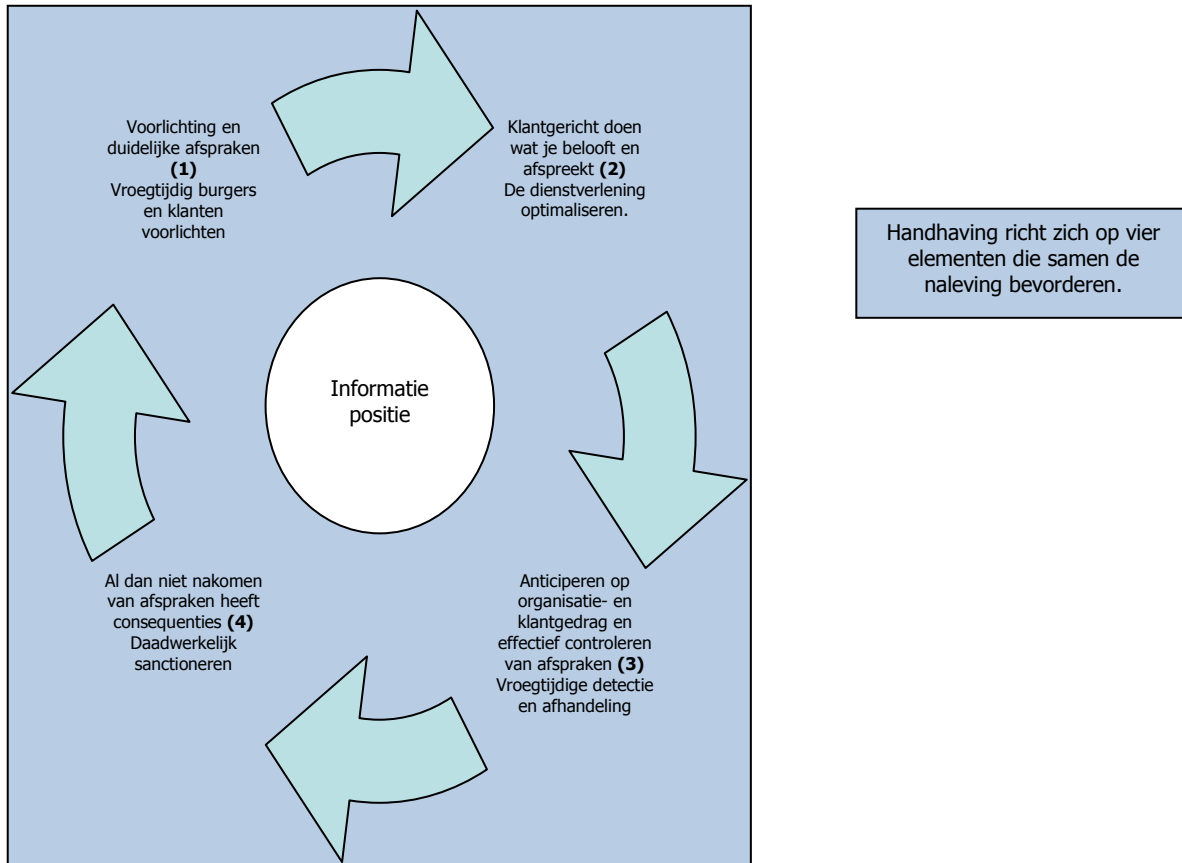 Voorlichting en
duidelijke afspraken
(1)
Vroegtijdig burgers
en klanten
voorlichten
Klantgericht doen
wat je belooft en
afspreekt (2)
De dienstverlening
optimaliseren.
Handhaving richt zich op vier
elementen die samen de
naleving bevorderen.
Informatie
positie
Al dan niet nakomen
van afspraken heeft
consequenties (4)
Daadwerkelijk
sanctioneren
Anticiperen op
organisatie- en
klantgedrag en
effectief controleren
van afspraken (3)
Vroegtijdige detectie
en afhandeling